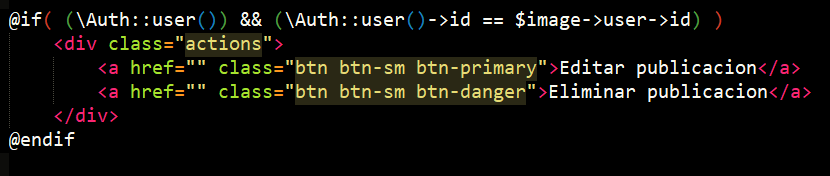 @if( (\Auth::user()) && (\Auth::user()->id == $image->user->id) )
<div class="actions">
<a href="" class="btn btn-sm btn-primary">Editar publicacion</a>
<a href="" class="btn btn-sm btn-danger">Eliminar publicacion</a>
</div>
@endif